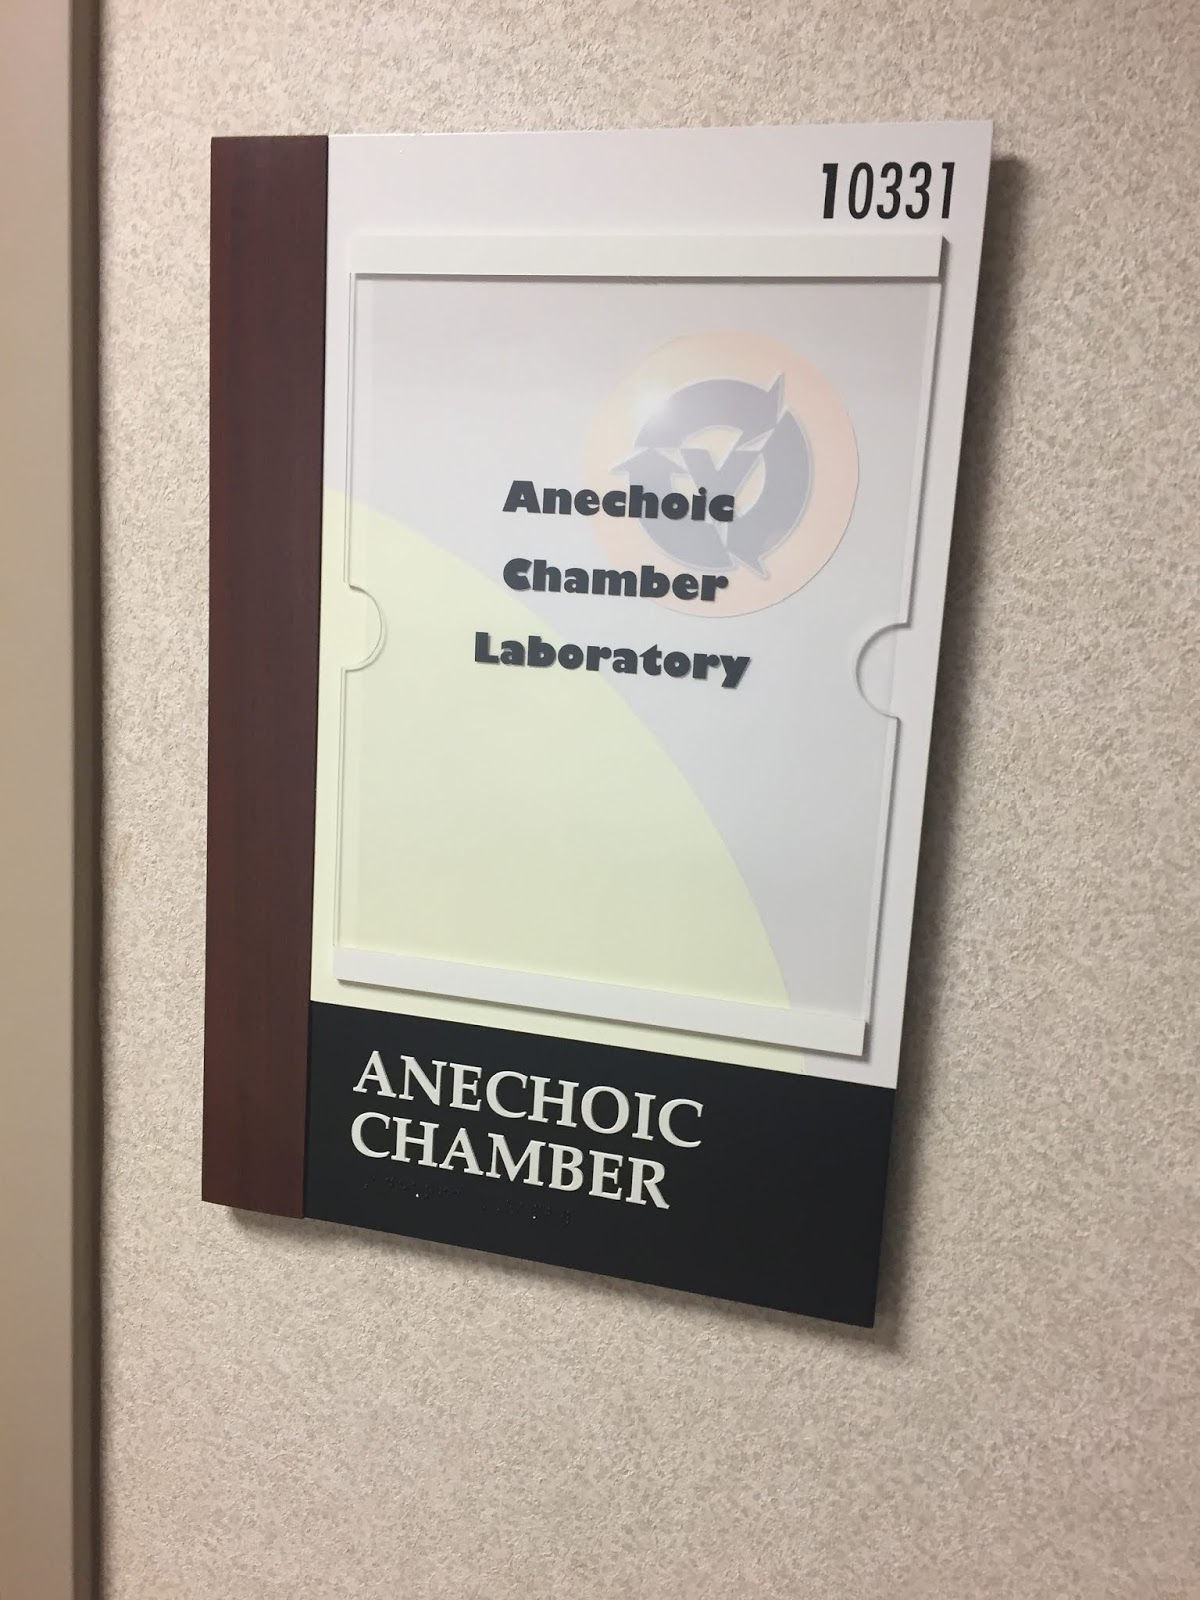 10331
Anechoic
Chamber
Laboratory
ANECHOIC
CHAMBER